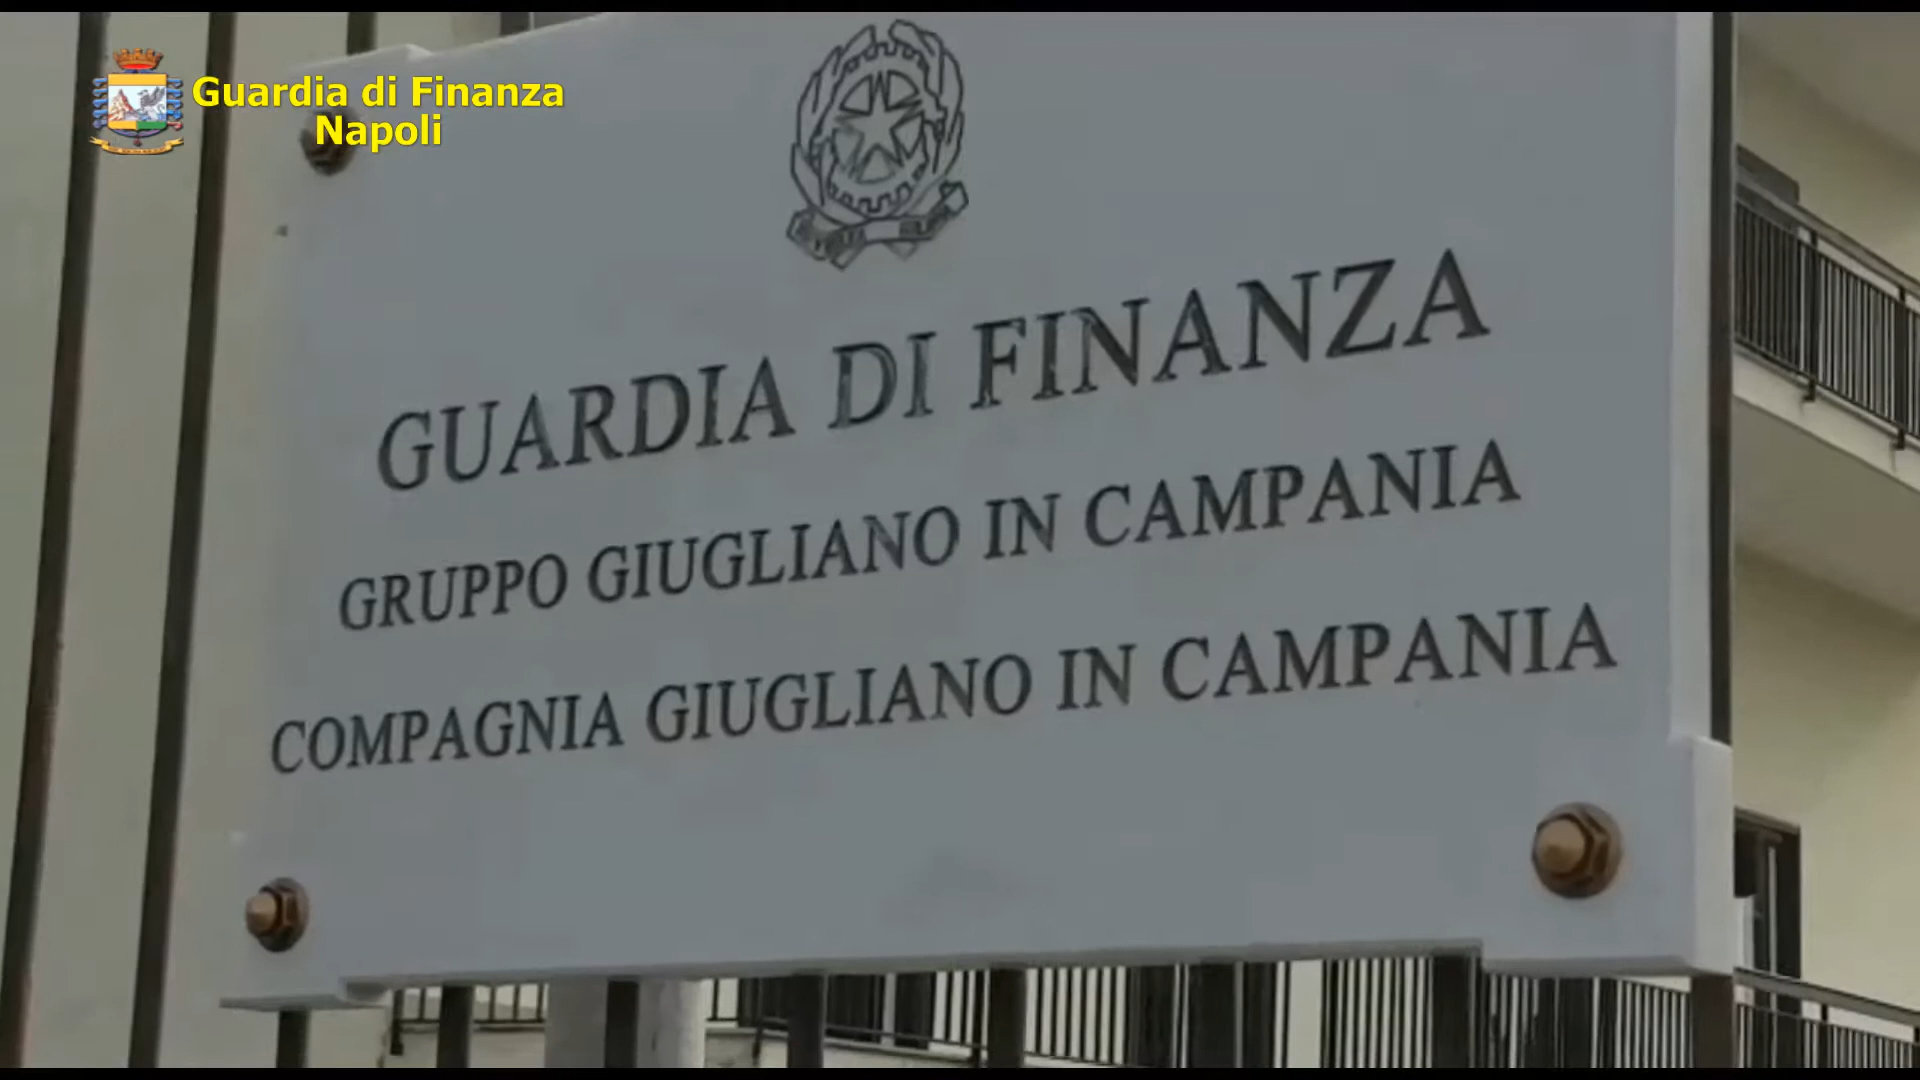 Guardia di Finanza
Napoli
GUARDIA DI FINANZA
GRUPPO GIUGLIANO IN CAMPANIA
COMPAGNIA GIUGLIANO IN CAMPANIA